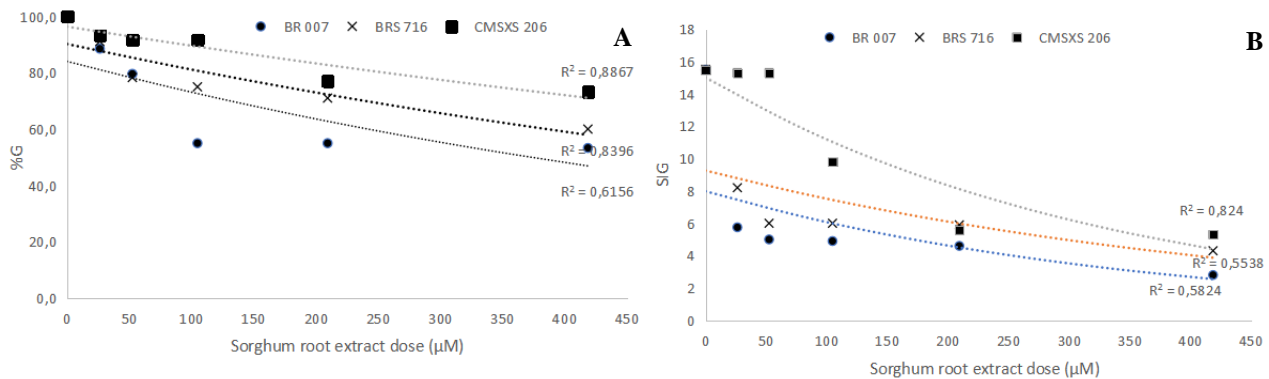 100,0
80,0
60,0
40,0
20,0
0,0
%G
BR 007 BRS 716 CMSXS 206
A
R² = 0,8867
R² = 0,8396
R² = 0,6156
0 50 100 150 200 250 300 350 400 450
Sorghum root extract dose (µM)
18
16
14
12
10
8
6
4
2
0
SIG
BR 007 BRS 716 CMSXS 206
B
R² = 0,824
R² = 0,5538
R² = 0,5824
0 50 100 150 200 250 300 350 400 450
Sorghum root extract dose (µM)